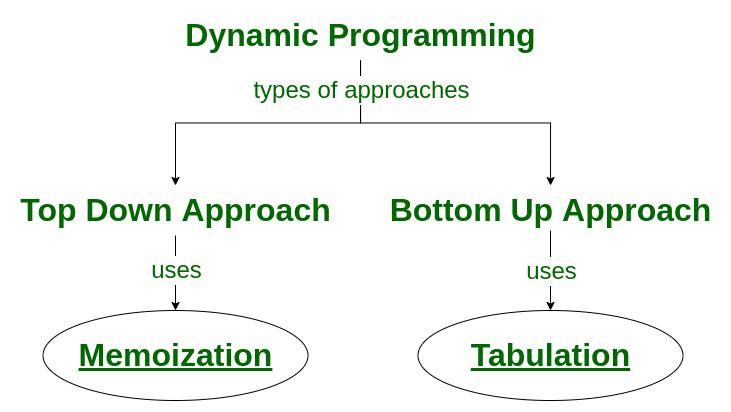 Dynamic Programming
types of approaches
Top Down Approach
Bottom Up Approach
uses
uses
Memoization
Tabulation